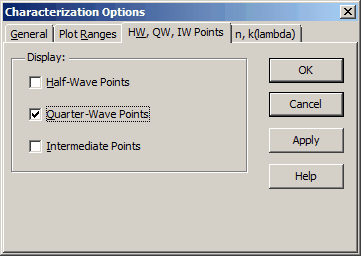 Characterization Options
General Plot Ranges HW, QW, IW Points n, k(lambda)
Display:
Half-Wave Points
Quarter-Wave Points
Intermediate Points
OK
Cancel
Apply
Help